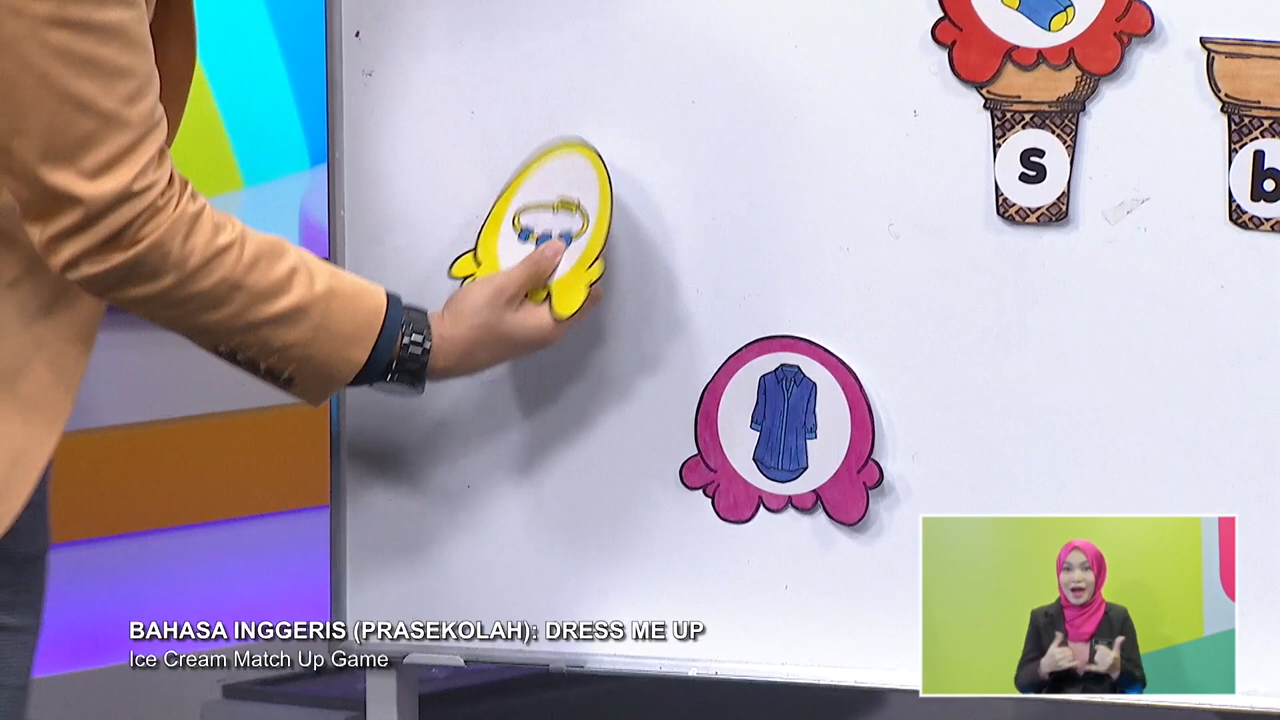 s
b
BAHASA INGGERIS (PRASEKOLAH): DRESS ME UP
Ice Cream Match Up Game